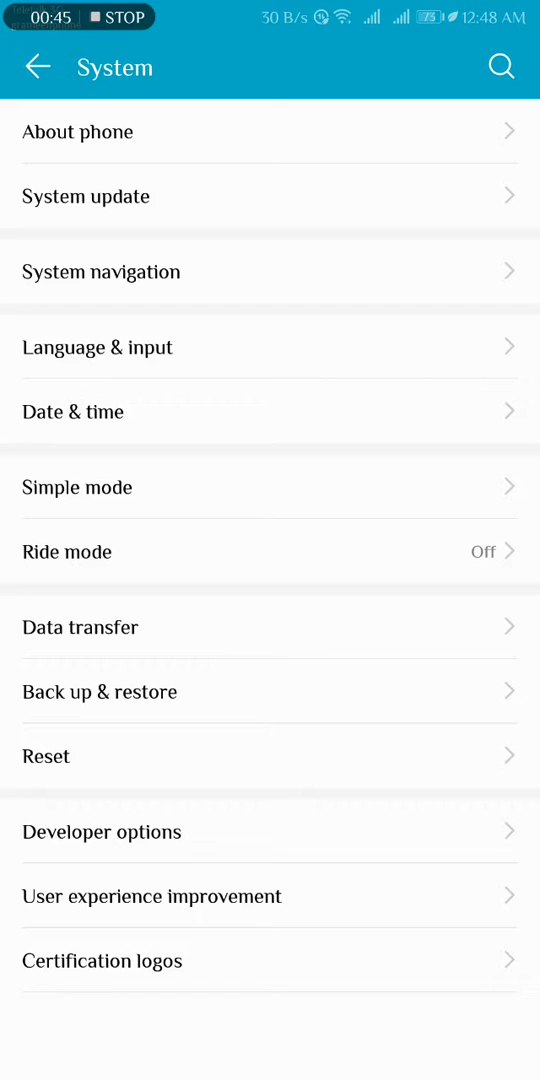 00:45 STOP 30 B/s 73 12:48 AM
System
About phone
System update
System navigation
Language & input
Date & time
Simple mode
Ride mode Off
Data transfer
Back up & restore
Reset
Developer options
User experience improvement
Certification logos